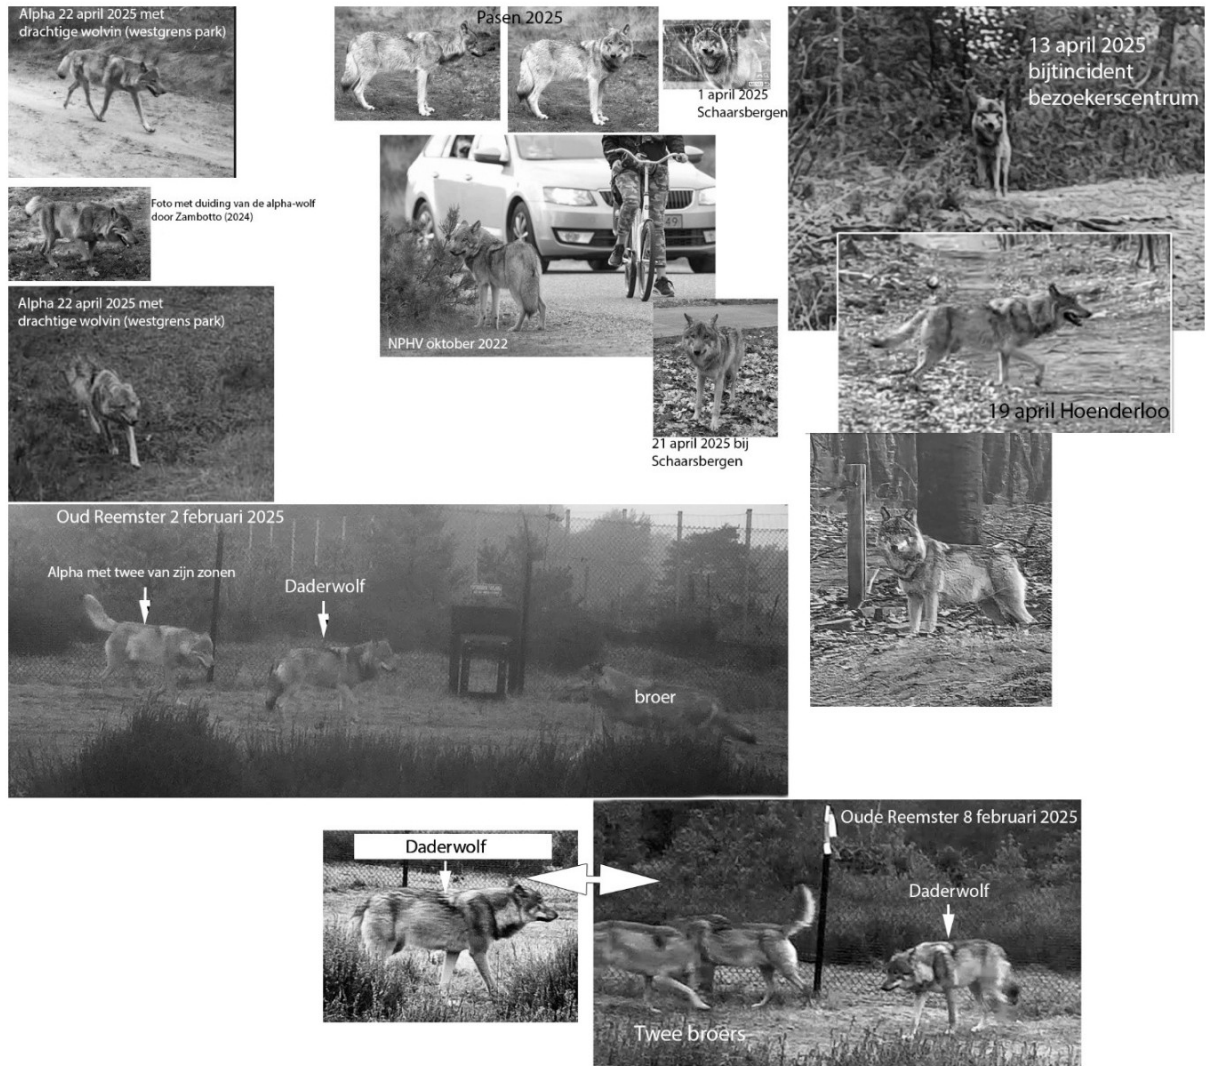 Alpha 22 april 2025 met
drachtige wolvin (westgrens park)
Pasen 2025
1 april 2025
Schaarsbergen
13 april 2025
bijtincident
bezoekerscentrum
Foto met duiding van de alpha-wolf
door Zambotto (2024)
Alpha 22 april 2025 met
drachtige wolvin (westgrens park)
NPHV oktober 2022
19 april Hoenderloo
21 april 2025 bij
Schaarsbergen
Oud Reemster 2 februari 2025
Alpha met twee van zijn zonen
Daderwolf
broer
Daderwolf
Oude Reemster 8 februari 2025
Daderwolf
Twee broers